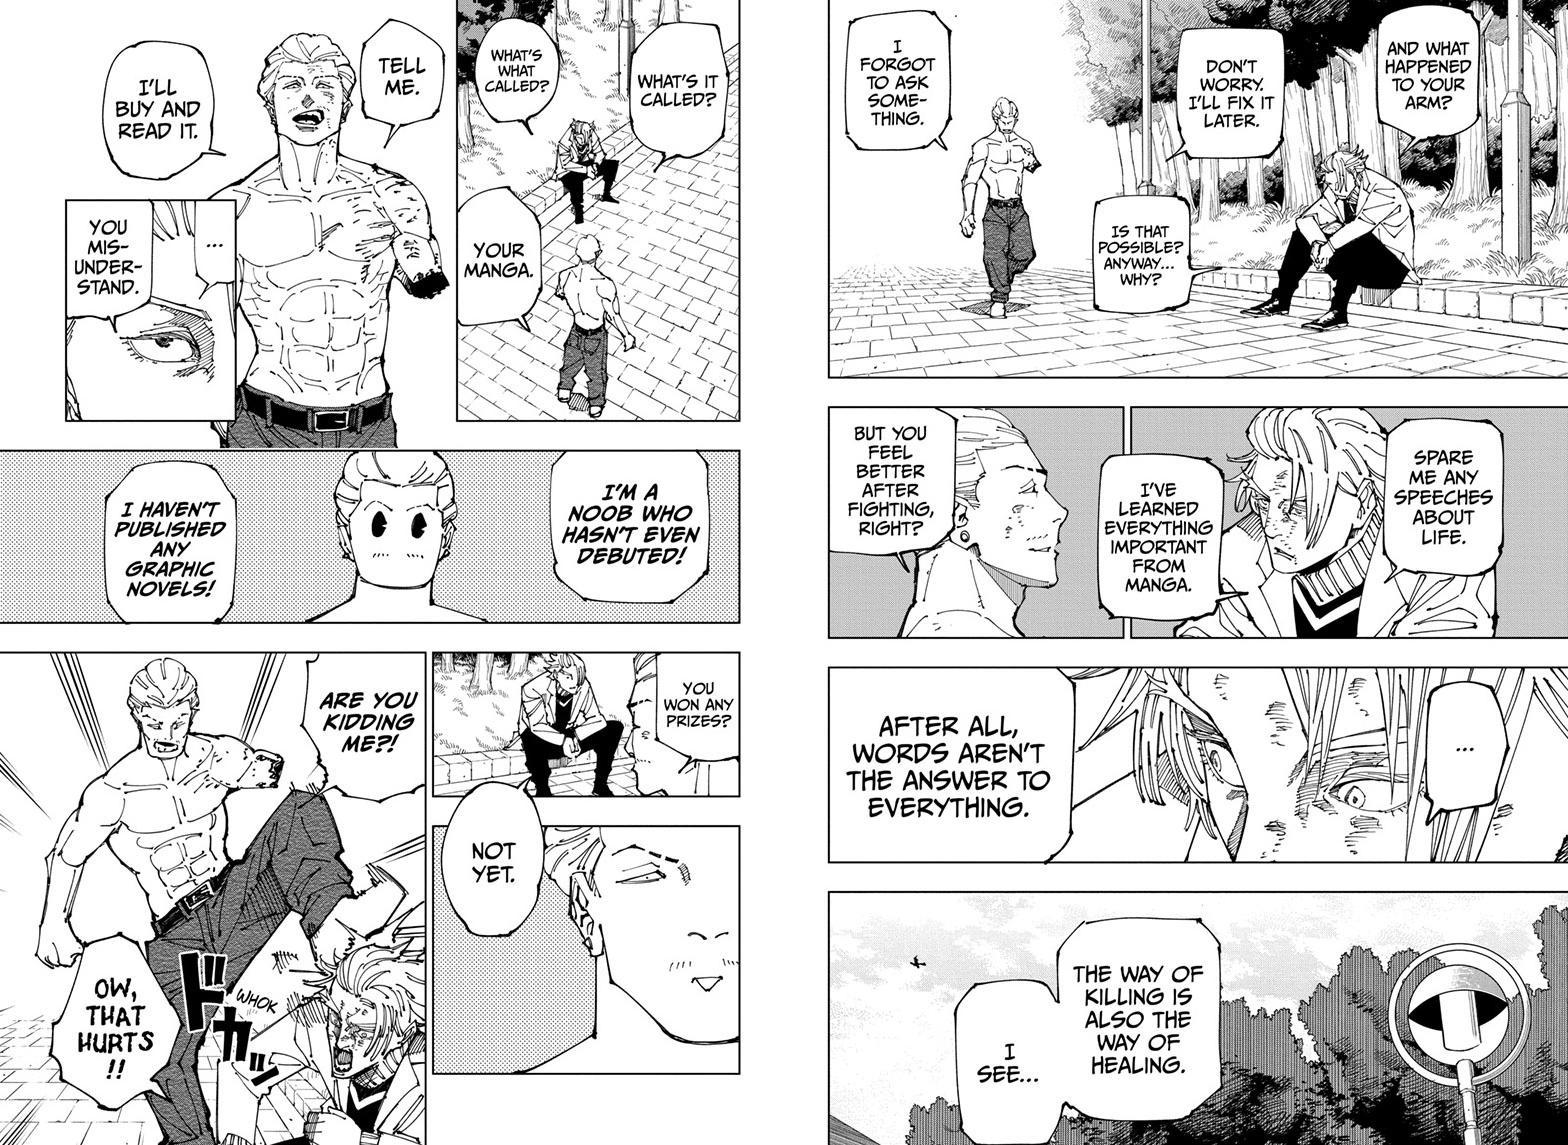 AND WHAT
HAPPENED
TO YOUR
ARM?
DON'T
WORRY.
I'LL FIX IT
LATER.
IS THAT
POSSIBLE?
ANYWAY...
WHY?
I
FORGOT
TO ASK
SOME-
THING.
SPARE
ME ANY
SPEECHES
ABOUT
LIFE.
I'VE
LEARNED
EVERYTHING
IMPORTANT
FROM
MANGA.
BUT YOU
FEEL
BETTER
AFTER
FIGHTING,
RIGHT?
...
AFTER ALL,
WORDS AREN'T
THE ANSWER TO
EVERYTHING.
THE WAY OF
KILLING IS
ALSO THE
WAY OF
HEALING.
I
SEE...
WHAT'S IT
CALLED?
WHAT'S
WHAT
CALLED?
YOUR
MANGA.
TELL
ME.
I'LL
BUY AND
READ IT.
...
YOU
MIS-
UNDER-
STAND.
I'M A
NOOB WHO
HASN'T EVEN
DEBUTED!
I HAVEN'T
PUBLISHED
ANY
GRAPHIC
NOVELS!
YOU
WON ANY
PRIZES?
NOT
YET.
ARE YOU
KIDDING
ME?!
ドカッ
WHOK
OW,
THAT
HURTS
!!